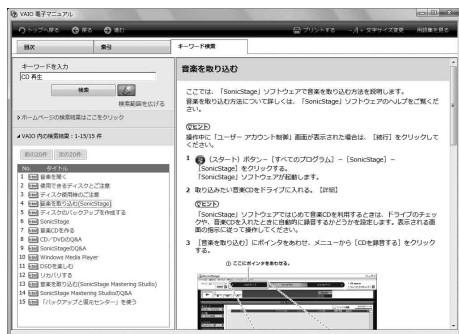 VAIO 電子マニュアル
トップへ戻る 戻る 進む
プリントする -／+ 文字サイズ変更 用語集を見る
目次 索引 キーワード検索
キーワードを入力
CD 再生
検索
検索範囲を広げる
ホームページの検索結果はここをクリック
VAIO 内の検索結果：1-15/15 件
前の20件 次の20件
No. タイトル
1 音楽を聞く
2 使用できるディスクとご注意
3 ディスク使用時のご注意
4 音楽を取り込む(SonicStage)
5 ディスクのバックアップを作成する
6 SonicStage
7 音楽CDを作る
8 CD／DVDのQ&A
9 SonicStageのQ&A
10 Windows Media Player
11 DSDを楽しむ
12 リカバリする
13 音楽を取り込む(SonicStage Mastering Studio)
14 SonicStage Mastering StudioのQ&A
15 「バックアップと復元センター」を使う
音楽を取り込む
ここでは、「SonicStage」ソフトウェアで音楽を取り込む方法を説明します。
音楽を取り込む方法について詳しくは、「SonicStage」ソフトウェアのヘルプをご覧ください。
ヒント
操作中に「ユーザー アカウント制御」画面が表示された場合は、［続行］をクリックしてください。
1 （スタート）ボタン－［すべてのプログラム］－［SonicStage］－
［SonicStage］をクリックする。
「SonicStage」ソフトウェアが起動します。
2 取り込みたい音楽CDをドライブに入れる。［詳細］
ヒント
「SonicStage」ソフトウェアではじめて音楽CDを利用するときは、ドライブのチェックや、音楽CDを入れたときに自動的に録音するかどうかを設定します。表示される画面の指示に従って操作してください。
3 ［音楽を取り込む］にポインタをあわせ、メニューから［CDを録音する］をクリックする。
① ここにポインタをあわせる。